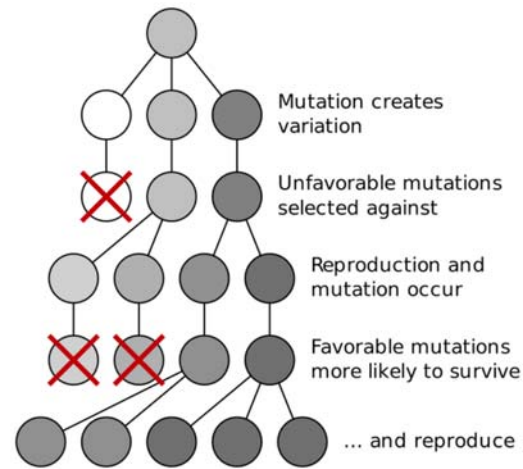 Mutation creates
variation
Unfavorable mutations
selected against
Reproduction and
mutation occur
Favorable mutations
more likely to survive
... and reproduce